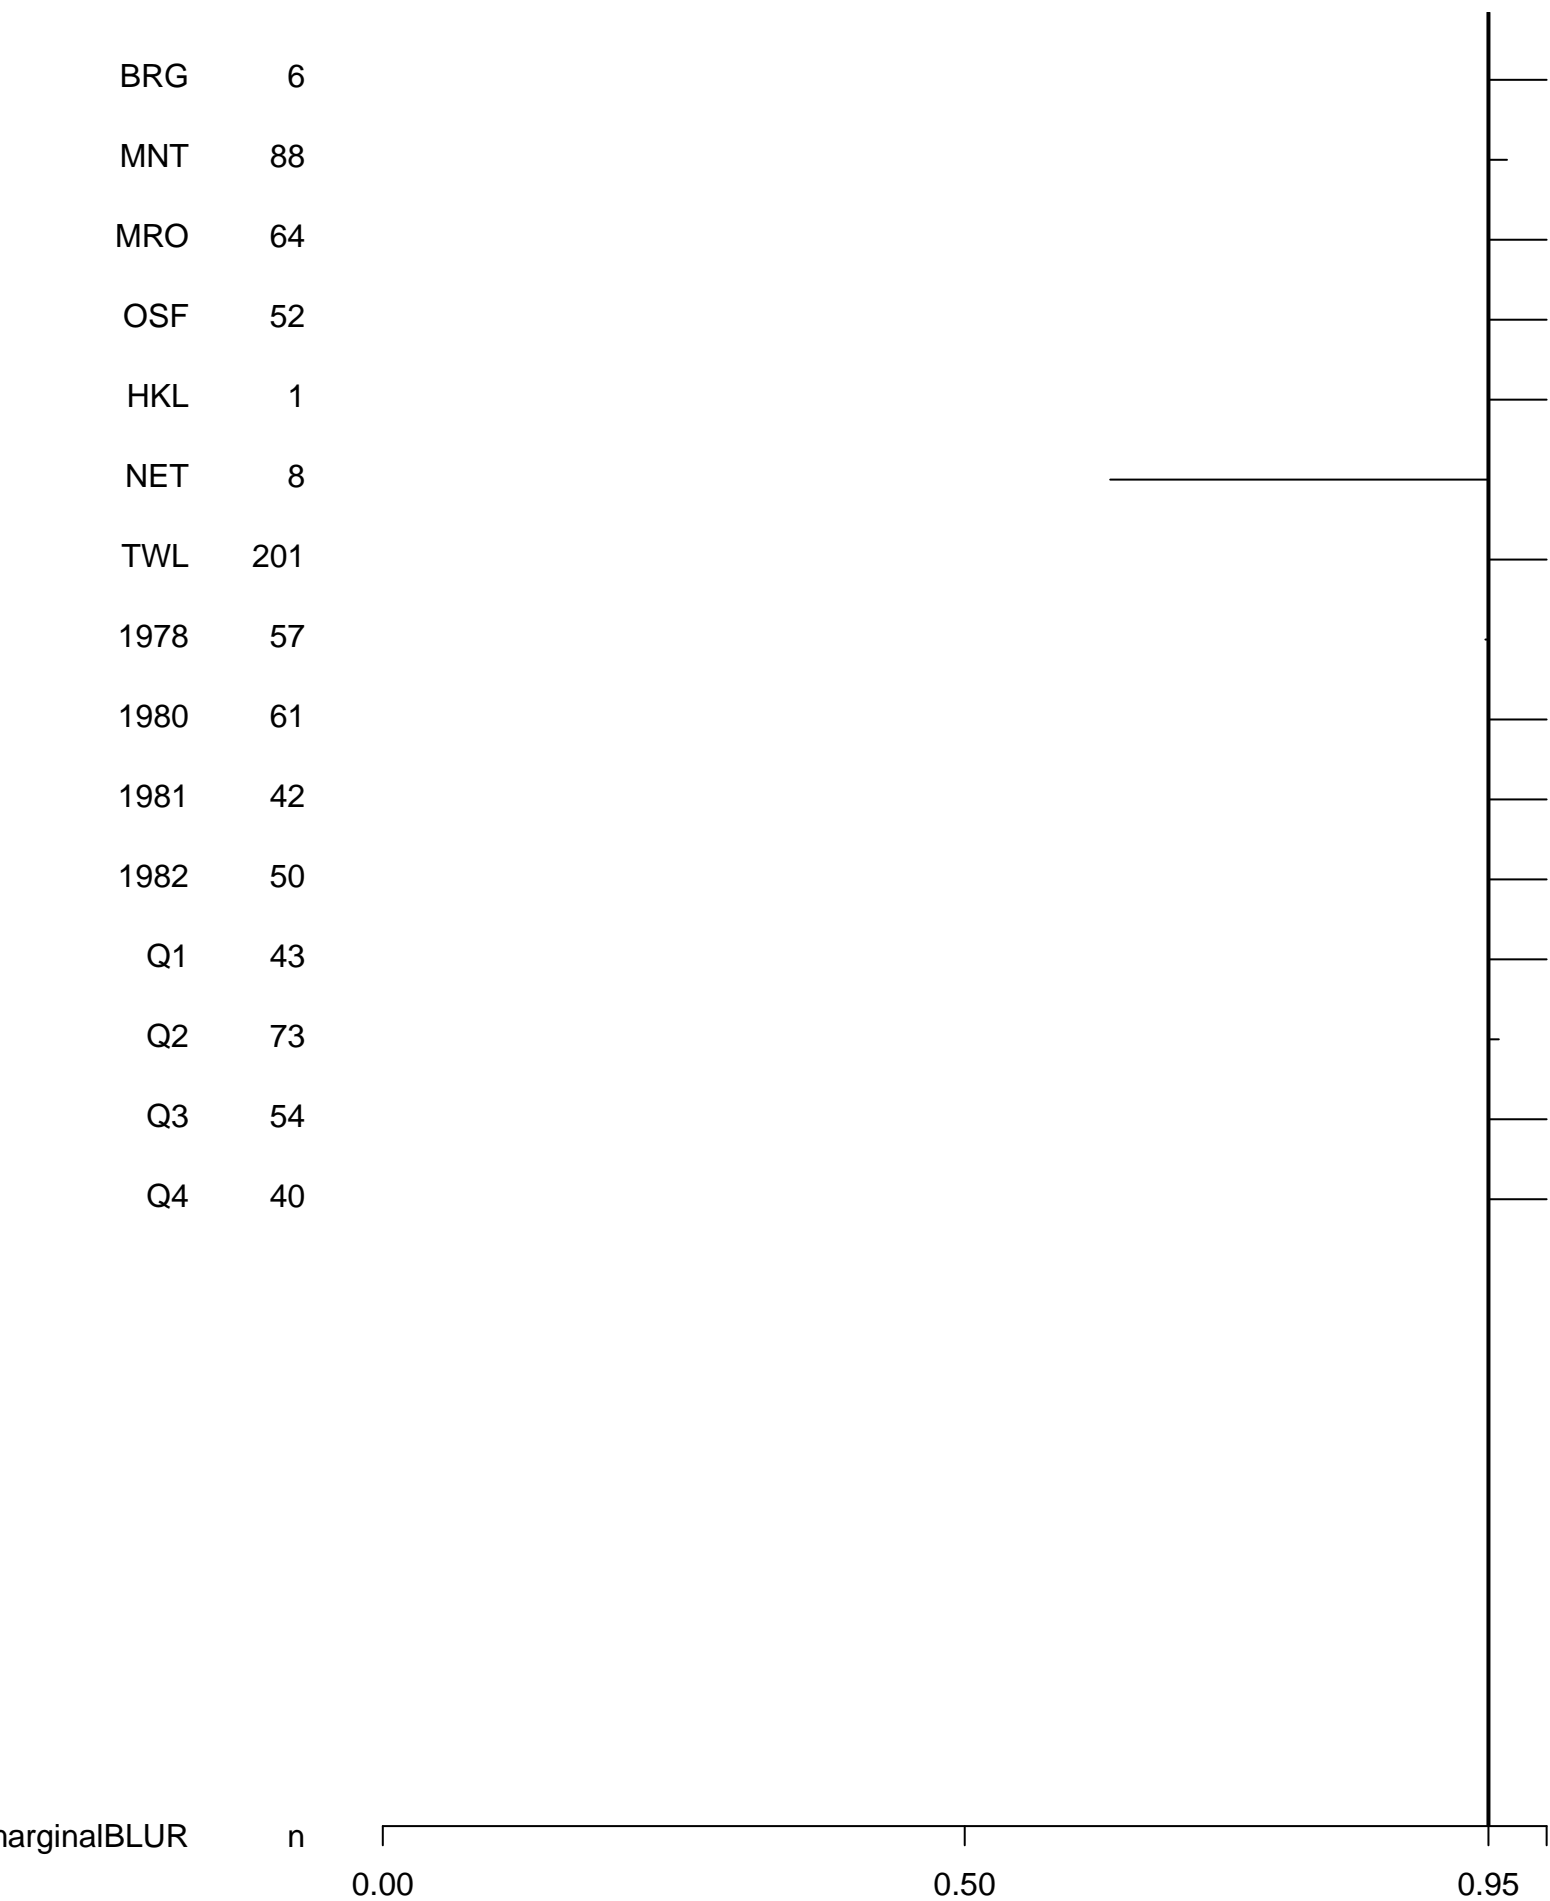 BRG 6
MNT 88
MRO 64
OSF 52
HKL 1
NET 8
TWL 201
1978 57
1980 61
1981 42
1982 50
Q1 43
Q2 73
Q3 54
Q4 40
arginalBLUR n
0.00 0.50 0.95